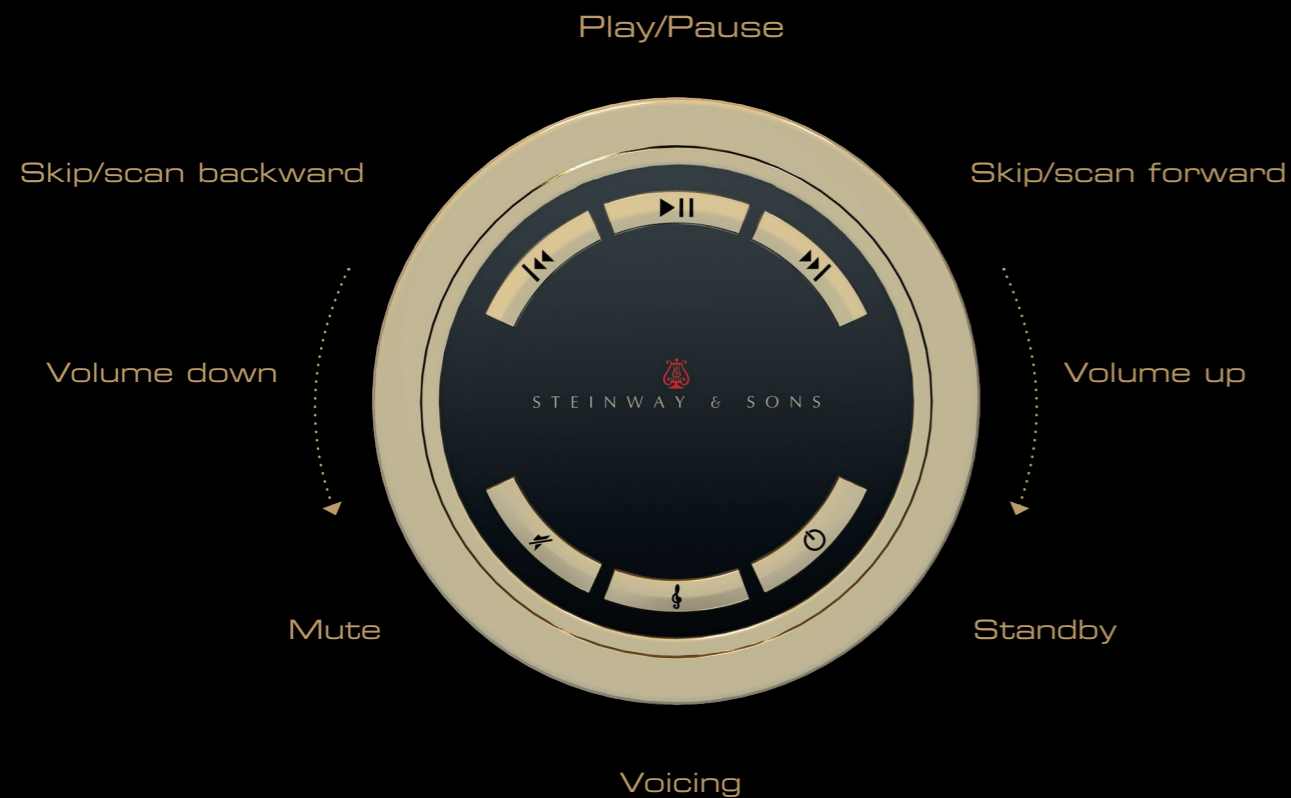 Play/Pause
Skip/scan backward
Skip/scan forward
Volume down
Volume up
STEINWAY & SONS
Mute
Standby
Voicing